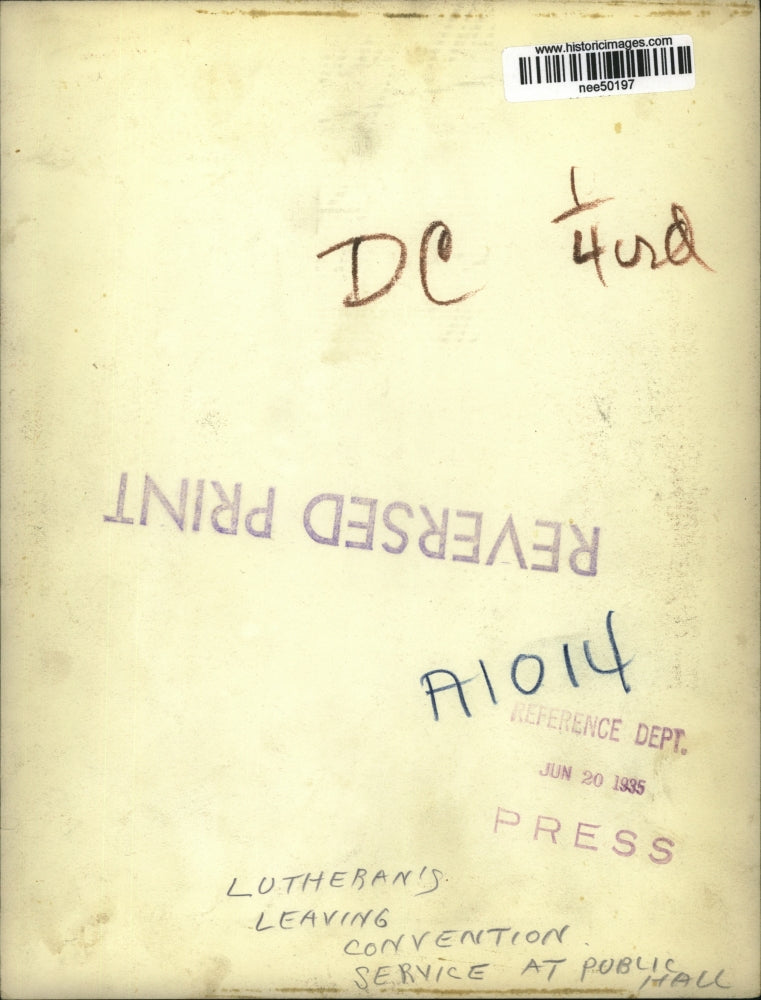 www.historicimages.com
nee50197
DC
1/4
REVERSED PRINT
A1014
REFERENCE DEPT.
JUN 20 1935
PRESS
LUTHERAN'S
LEAVING
CONVENTION
SERVICE AT PUBLIC HALL